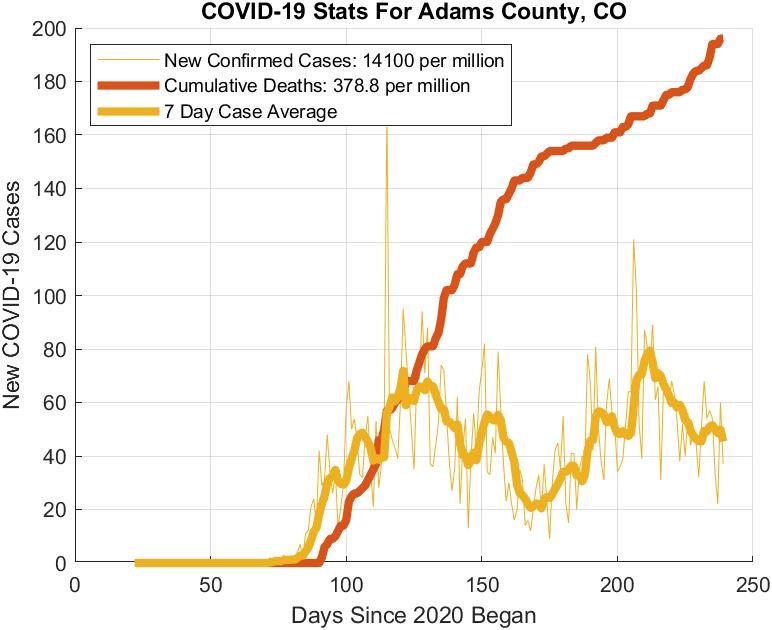 COVID-19 Stats For Adams County, CO
New Confirmed Cases: 14100 per million
Cumulative Deaths: 378.8 per million
7 Day Case Average
New COVID-19 Cases
200
180
160
140
120
100
80
60
40
20
0
0 50 100 150 200 250
Days Since 2020 Began